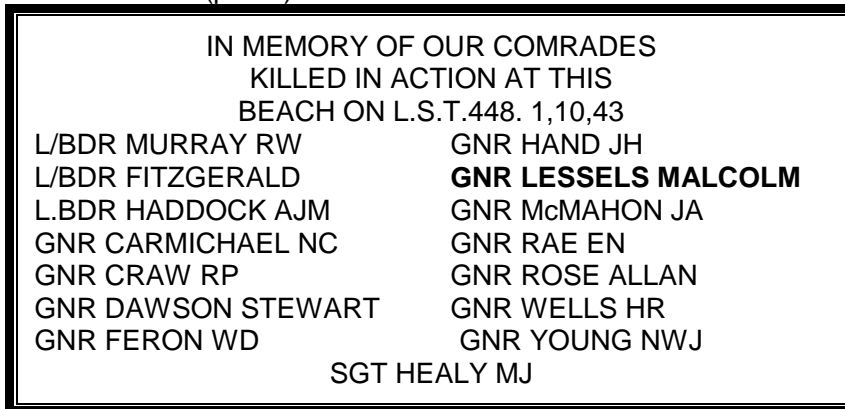 IN MEMORY OF OUR COMRADES
KILLED IN ACTION AT THIS
BEACH ON L.S.T.448. 1,10,43
L/BDR MURRAY RW GNR HAND JH
L/BDR FITZGERALD GNR LESSELS MALCOLM
L.BDR HADDOCK AJM GNR McMAHON JA
GNR CARMICHAEL NC GNR RAE EN
GNR CRAW RP GNR ROSE ALLAN
GNR DAWSON STEWART GNR WELLS HR
GNR FERON WD GNR YOUNG NWJ
SGT HEALY MJ